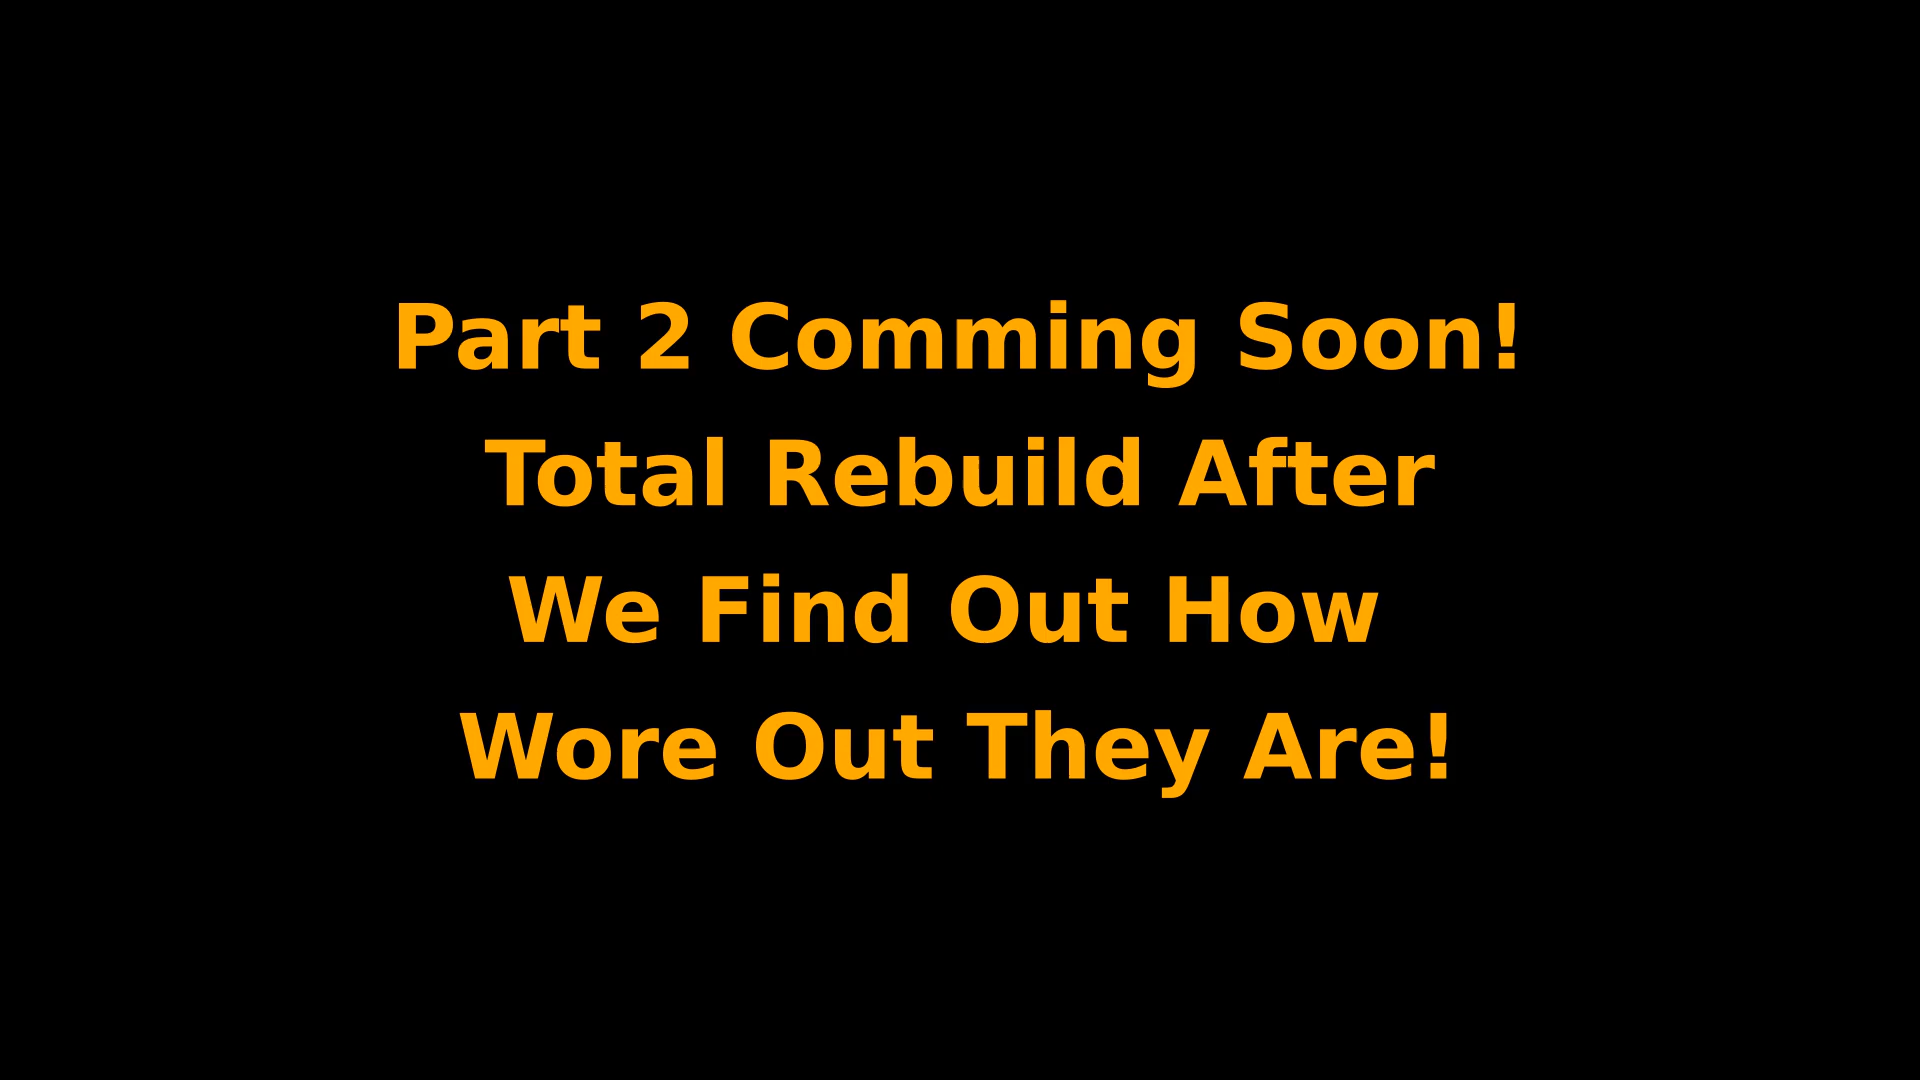 Part 2 Comming Soon!
Total Rebuild After
We Find Out How
Wore Out They Are!